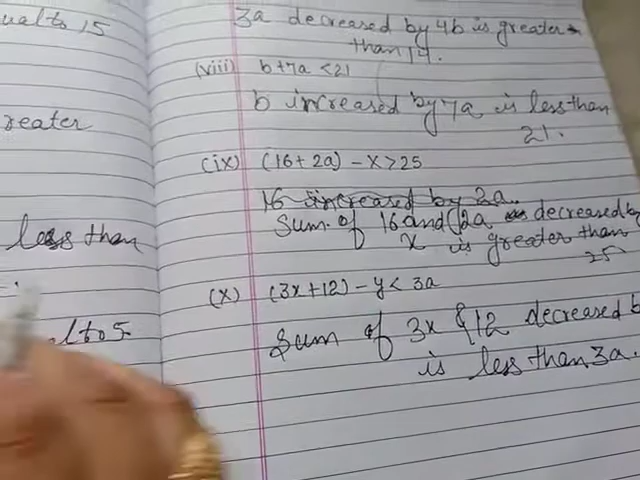 ual to 15
reater
less than
l to 5
3a decreased by 4b is greater
than 14.
(viii) b+7a <21
b increased by 7a is less than
21.
(ix) (16+2a) - x > 25
16 increased by 2a.
Sum of 16 and 2a decreased by
x is greater than
25
(x) (3x+12) - y < 3a
Sum of 3x & 12 decreased b
is less than 3a.